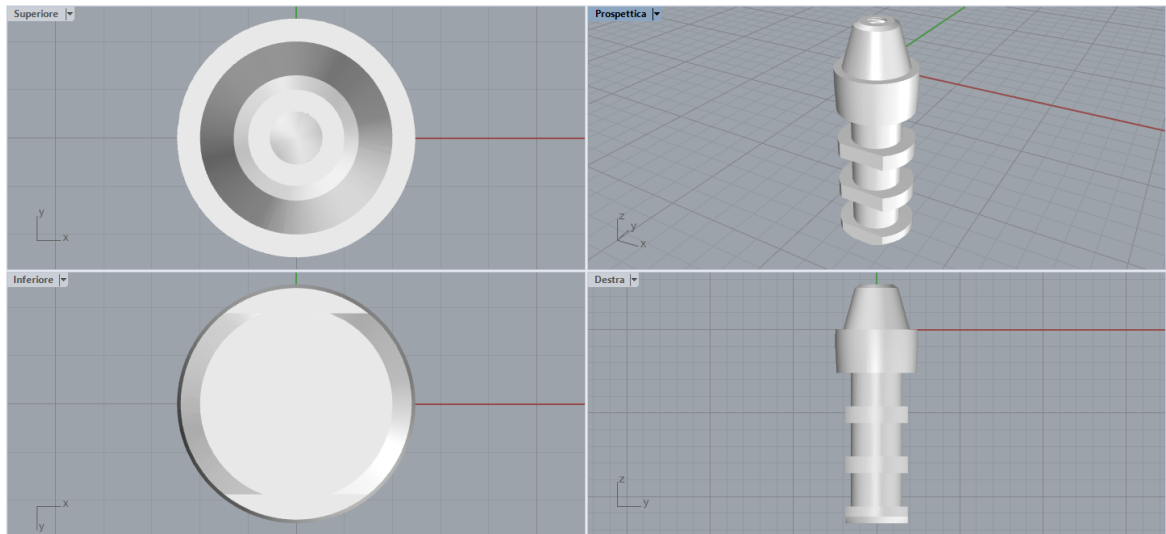 Superiore
Prospettica
y
x
z
y
x
Inferiore
Destra
x
y
z
y